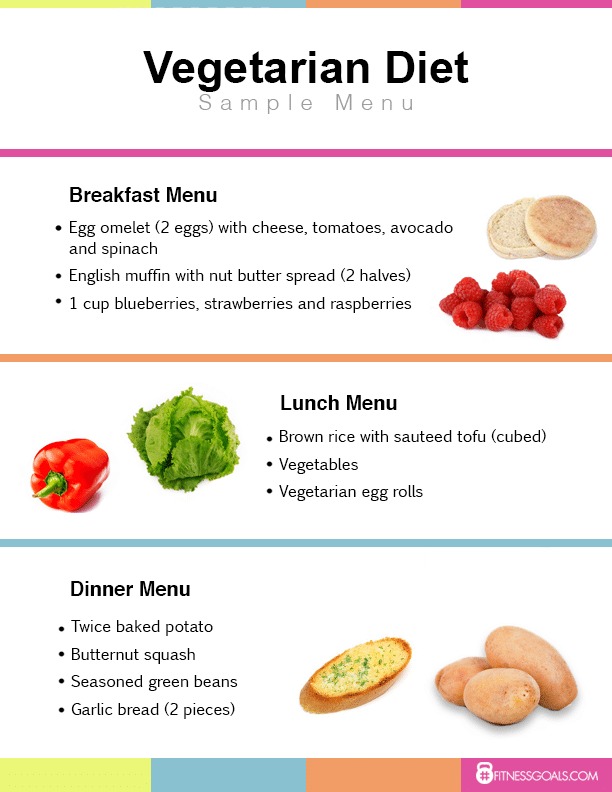 Vegetarian Diet
Sample Menu
Breakfast Menu
• Egg omelet (2 eggs) with cheese, tomatoes, avocado
and spinach
• English muffin with nut butter spread (2 halves)
• 1 cup blueberries, strawberries and raspberries
Lunch Menu
• Brown rice with sauteed tofu (cubed)
• Vegetables
• Vegetarian egg rolls
Dinner Menu
• Twice baked potato
• Butternut squash
• Seasoned green beans
• Garlic bread (2 pieces)
#FITNESSGOALS.COM